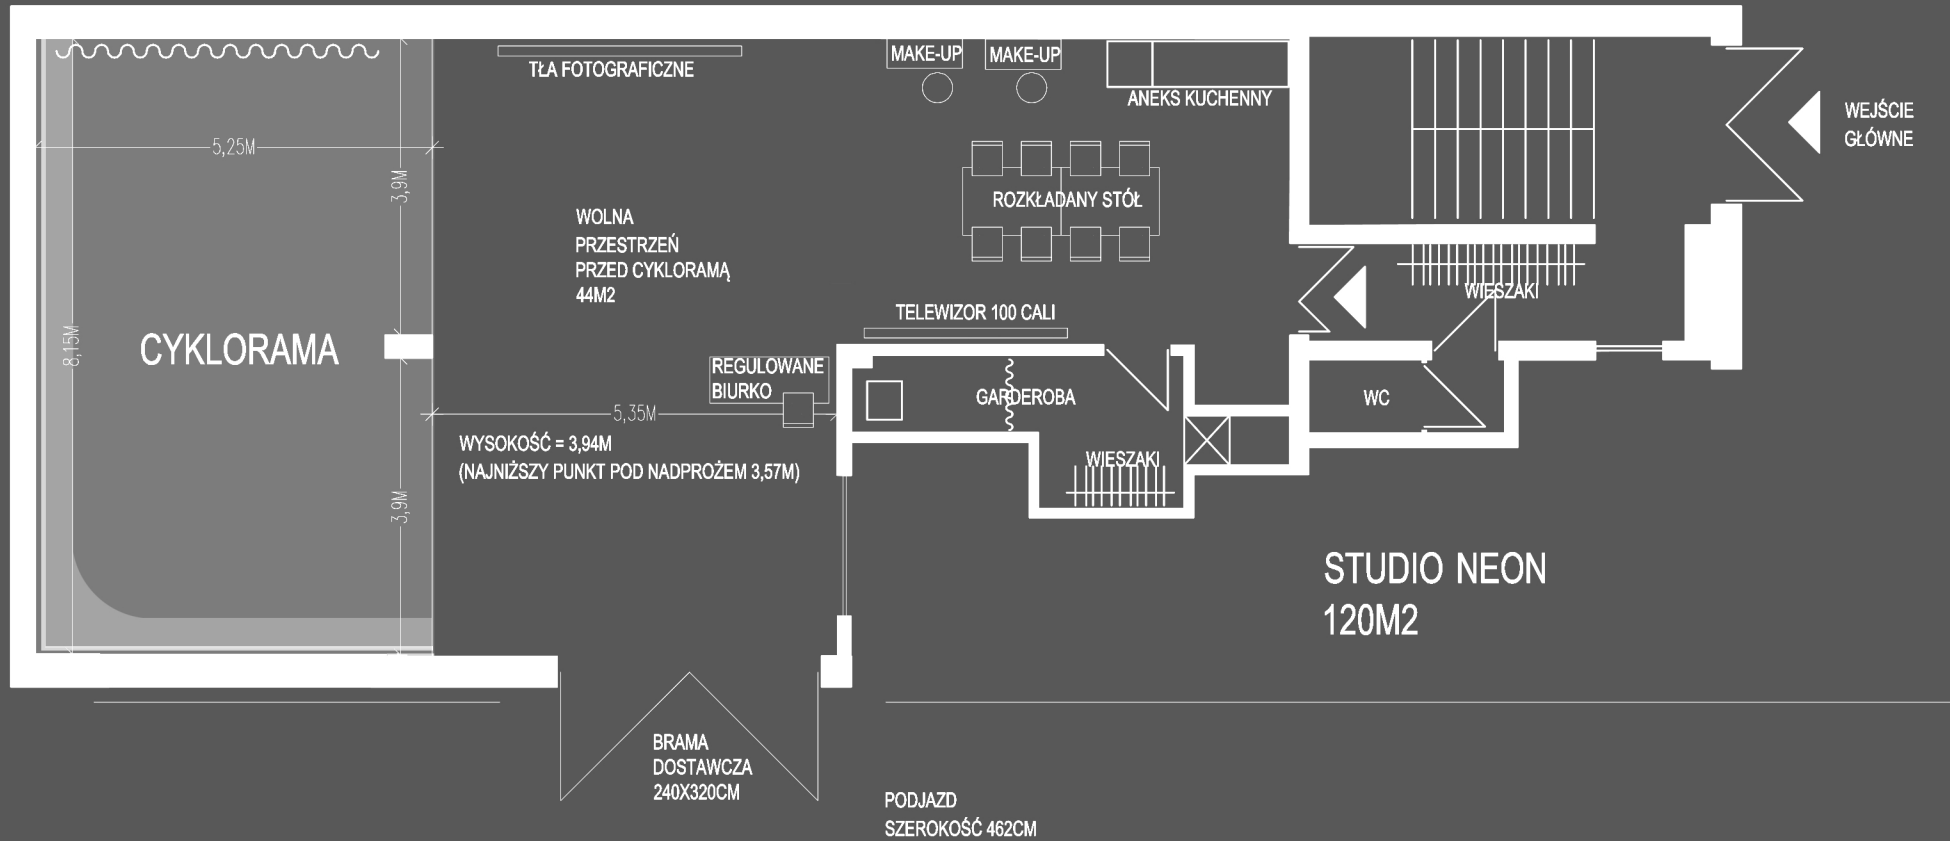 TŁA FOTOGRAFICZNE
MAKE-UP
MAKE-UP
ANEKS KUCHENNY
WEJŚCIE
GŁÓWNE
5,25M
3,9M
ROZKŁADANY STÓŁ
WOLNA
PRZESTRZEŃ
PRZED CYKLORAMĄ
44M2
WIESZAKI
TELEWIZOR 100 CALI
CYKLORAMA
8,15M
REGULOWANE
BIURKO
GARDEROBA
WC
5,35M
WYSOKOŚĆ = 3,94M
(NAJNIŻSZY PUNKT POD NADPROŻEM 3,57M)
WIESZAKI
3,9M
STUDIO NEON
120M2
BRAMA
DOSTAWCZA
240X320CM
PODJAZD
SZEROKOŚĆ 462CM